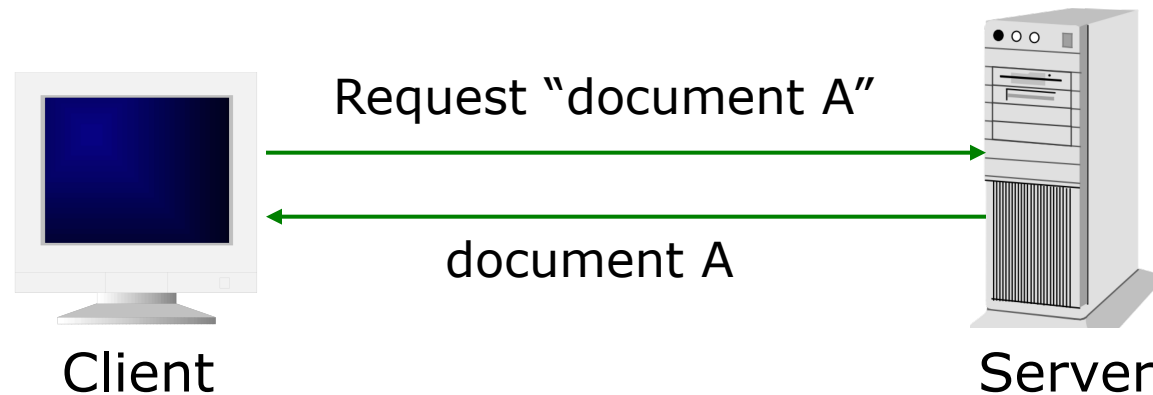 Request “document A”
document A
Client
Server